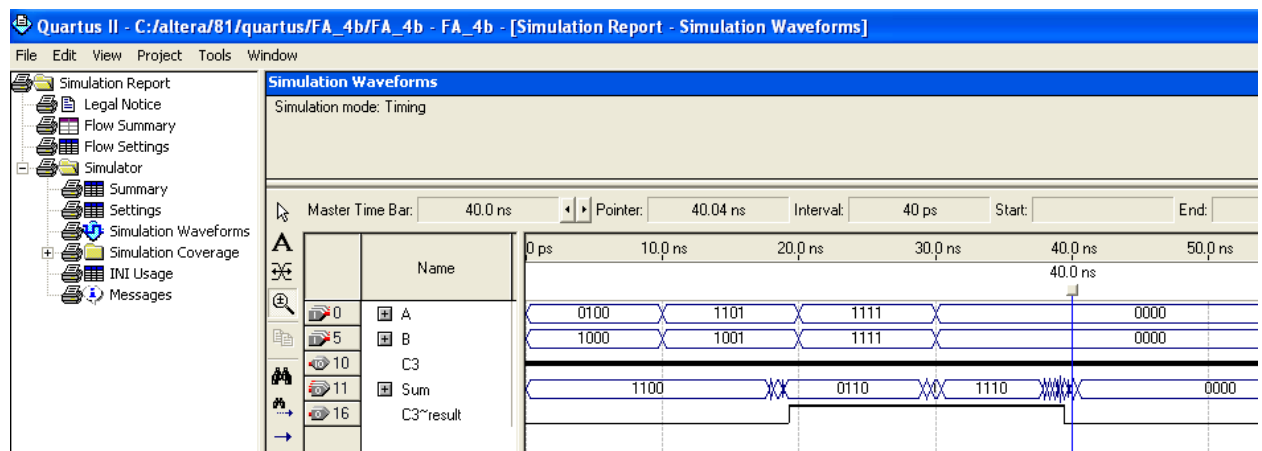 Quartus II - C:/altera/81/quartus/FA_4b/FA_4b - FA_4b - [Simulation Report - Simulation Waveforms]
File Edit View Project Tools Window
Simulation Report
Legal Notice
Flow Summary
Flow Settings
Simulator
Summary
Settings
Simulation Waveforms
Simulation Coverage
INI Usage
Messages
Simulation Waveforms
Simulation mode: Timing
Master Time Bar: 40.0 ns Pointer: 40.04 ns Interval: 40 ps Start: End:
A
Name
0 ps 10.0 ns 20.0 ns 30.0 ns 40.0 ns 50.0 ns
40.0 ns
0 A 0100 1101 1111 0000
5 B 1000 1001 1111 0000
10 C3
11 Sum 1100 0110 1110 0000
16 C3~result